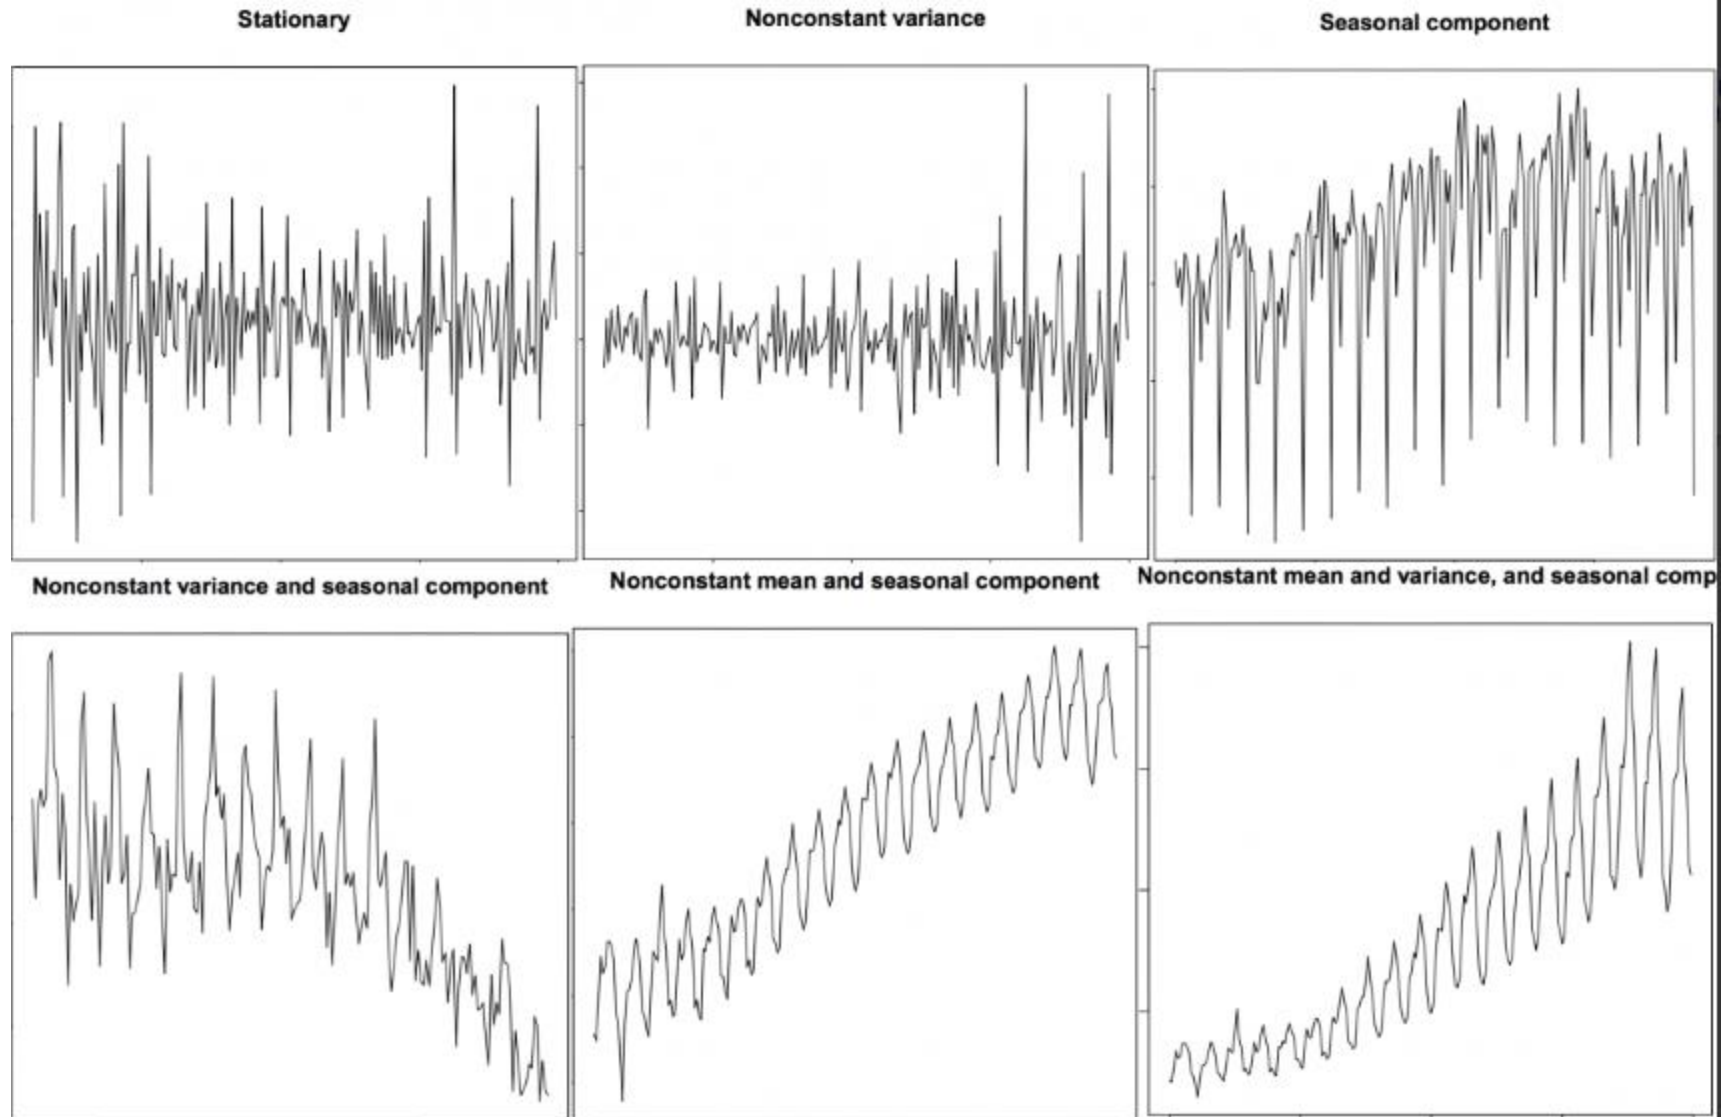 Stationary
Nonconstant variance
Seasonal component
Nonconstant variance and seasonal component
Nonconstant mean and seasonal component
Nonconstant mean and variance, and seasonal comp